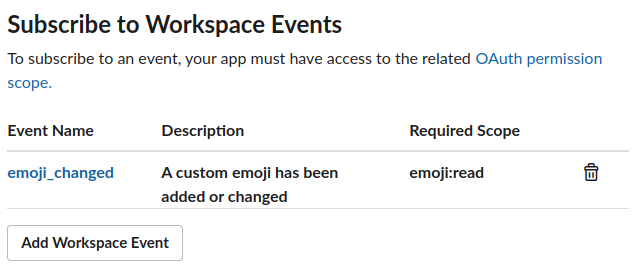 Subscribe to Workspace Events
To subscribe to an event, your app must have access to the related OAuth permission
scope.
Event Name Description Required Scope
emoji_changed A custom emoji has been emoji:read
added or changed
Add Workspace Event